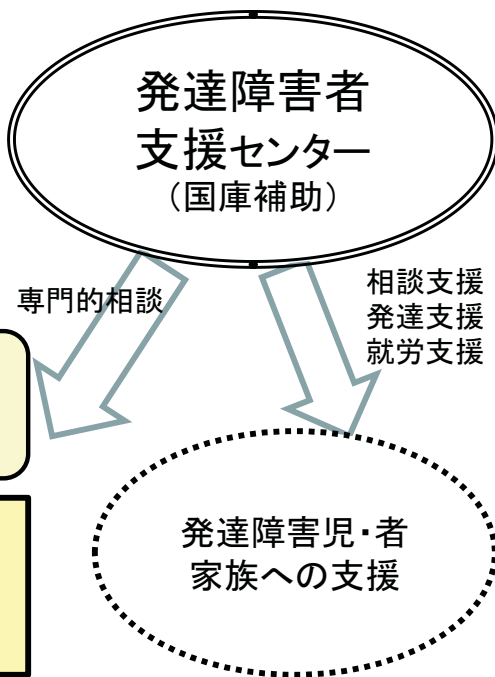 発達障害者
支援センター
（国庫補助）
専門的相談
相談支援
発達支援
就労支援
発達障害児・者
家族への支援